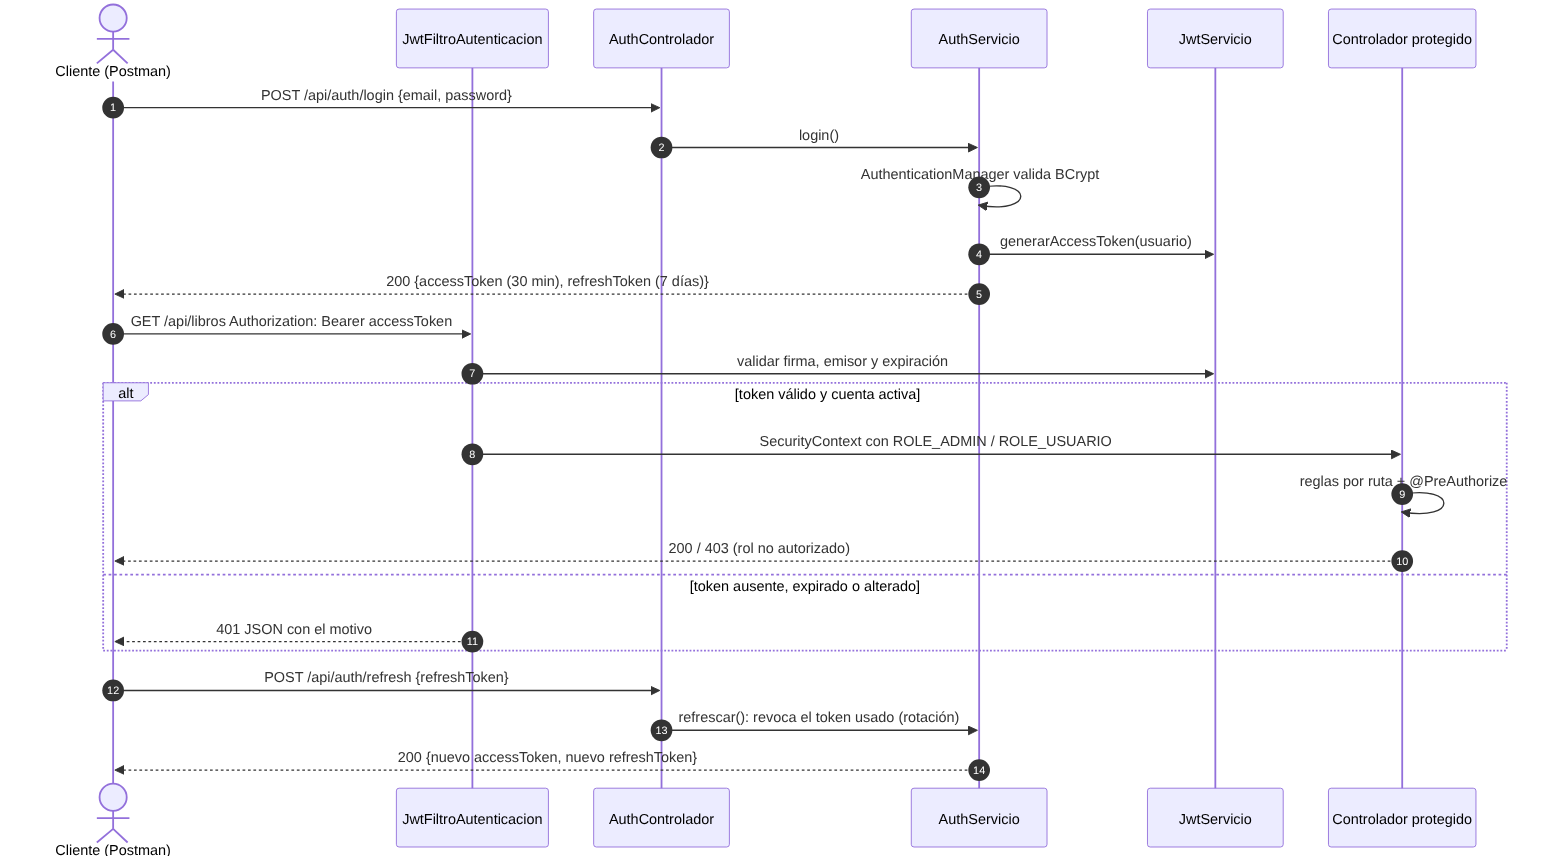 Cliente (Postman)
JwtFiltroAutenticacion
AuthControlador
AuthServicio
JwtServicio
Controlador protegido
1
POST /api/auth/login {email, password}
2
login()
AuthenticationManager valida BCrypt
3
4
generarAccessToken(usuario)
200 {accessToken (30 min), refreshToken (7 días)}
5
6
GET /api/libros Authorization: Bearer accessToken
7
validar firma, emisor y expiración
alt
[token válido y cuenta activa]
8
SecurityContext con ROLE_ADMIN / ROLE_USUARIO
reglas por ruta + @PreAuthorize
9
200 / 403 (rol no autorizado)
10
[token ausente, expirado o alterado]
401 JSON con el motivo
11
12
POST /api/auth/refresh {refreshToken}
13
refrescar(): revoca el token usado (rotación)
200 {nuevo accessToken, nuevo refreshToken}
14
JwtFiltroAutenticacion
AuthControlador
AuthServicio
JwtServicio
Controlador protegido
Cliente (Postman)